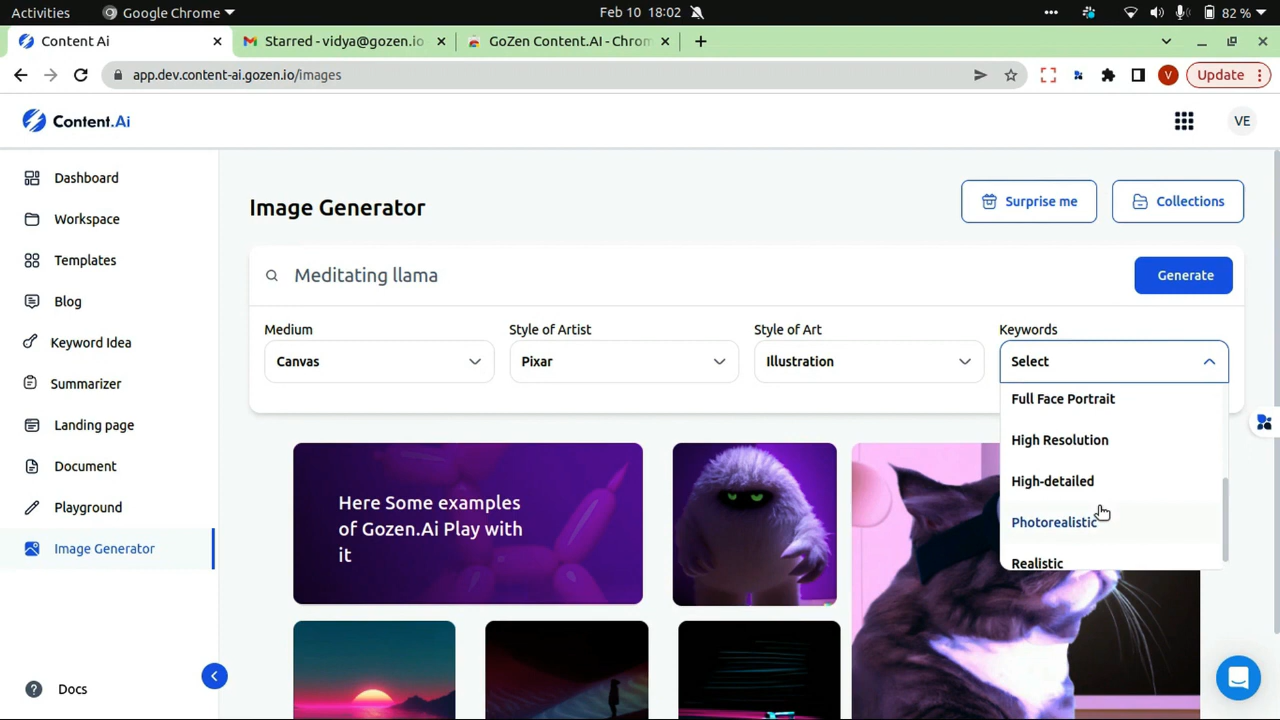 Activities
Google Chrome
Feb 10 18:02
82 %
Content Ai
Starred - vidya@gozen.io
GoZen Content.AI - Chrom
app.dev.content-ai.gozen.io/images
V
Update
Content.Ai
VE
Dashboard
Workspace
Templates
Blog
Keyword Idea
Summarizer
Landing page
Document
Playground
Image Generator
Docs
Image Generator
Surprise me
Collections
Meditating llama
Generate
Medium
Style of Artist
Style of Art
Keywords
Canvas
Pixar
Illustration
Select
Full Face Portrait
High Resolution
High-detailed
Photorealistic
Realistic
Here Some examples
of Gozen.Ai Play with
it